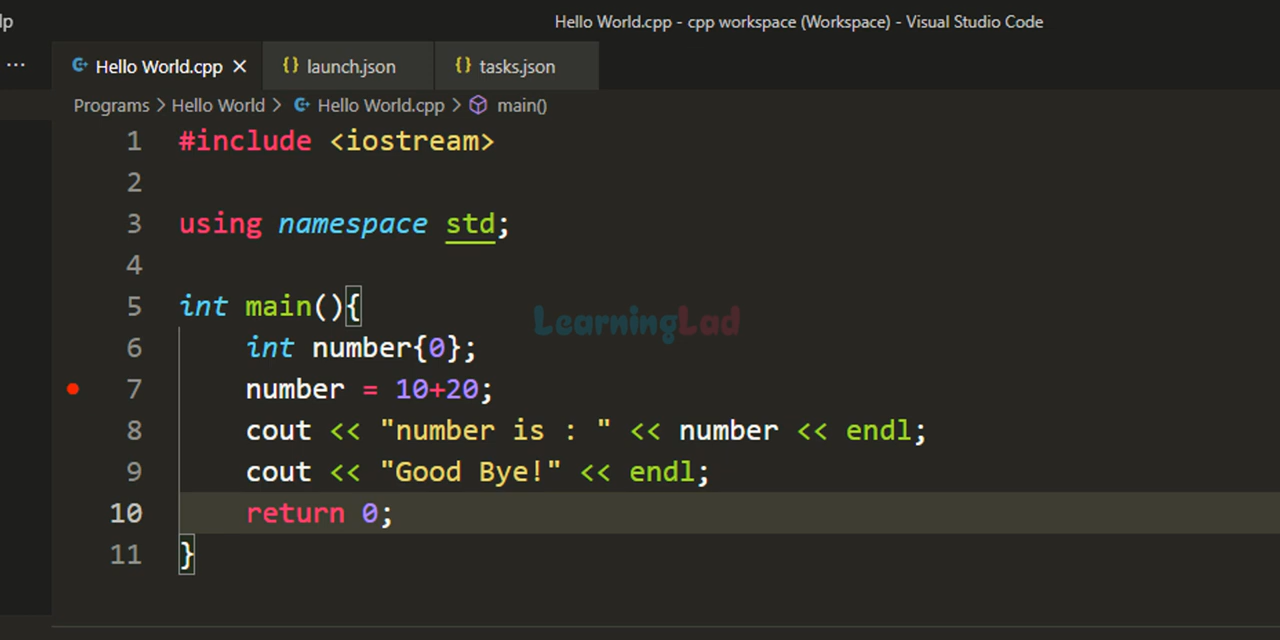 lp
Hello World.cpp - cpp workspace (Workspace) - Visual Studio Code
Hello World.cpp launch.json tasks.json
Programs > Hello World > Hello World.cpp > main()
1 #include <iostream>
2
3 using namespace std;
4
5 int main(){
LearningLad
6 int number{0};
7 number = 10+20;
8 cout << "number is : " << number << endl;
9 cout << "Good Bye!" << endl;
10 return 0;
11 }